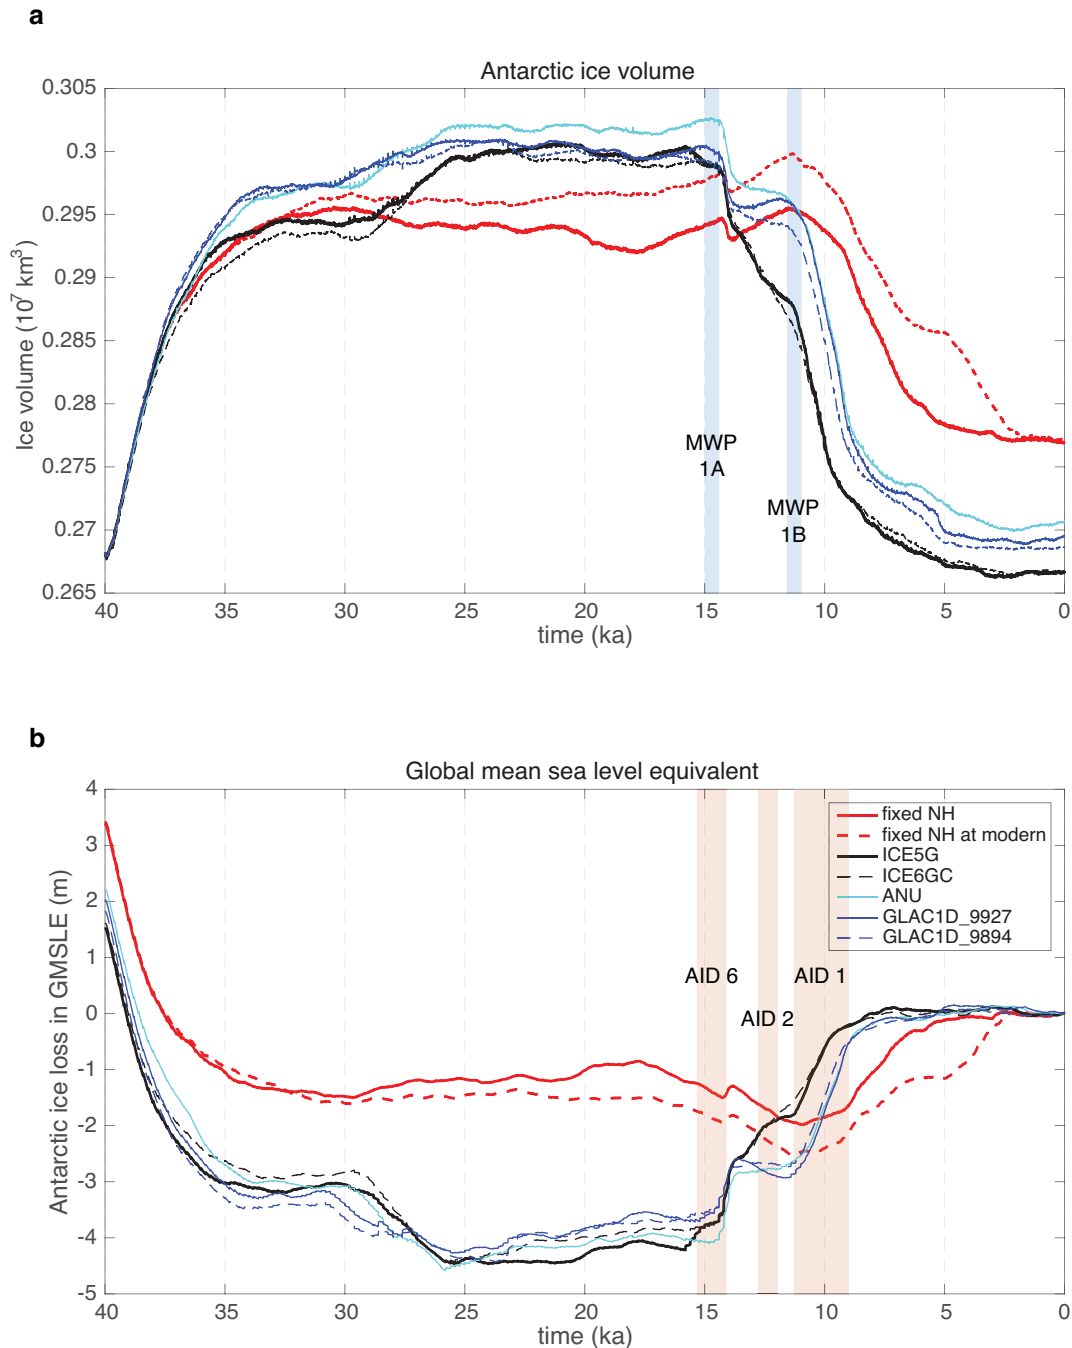 a
Antarctic ice volume
Ice volume (10⁷ km³)
0.305
0.3
0.295
0.29
0.285
0.28
0.275
0.27
0.265
MWP
1A
MWP
1B
40 35 30 25 20 15 10 5 0
time (ka)
b
Global mean sea level equivalent
Antarctic ice loss in GMSLE (m)
4
3
2
1
0
-1
-2
-3
-4
-5
fixed NH
fixed NH at modern
ICE5G
ICE6GC
ANU
GLAC1D_9927
GLAC1D_9894
AID 6
AID 2
AID 1
40 35 30 25 20 15 10 5 0
time (ka)